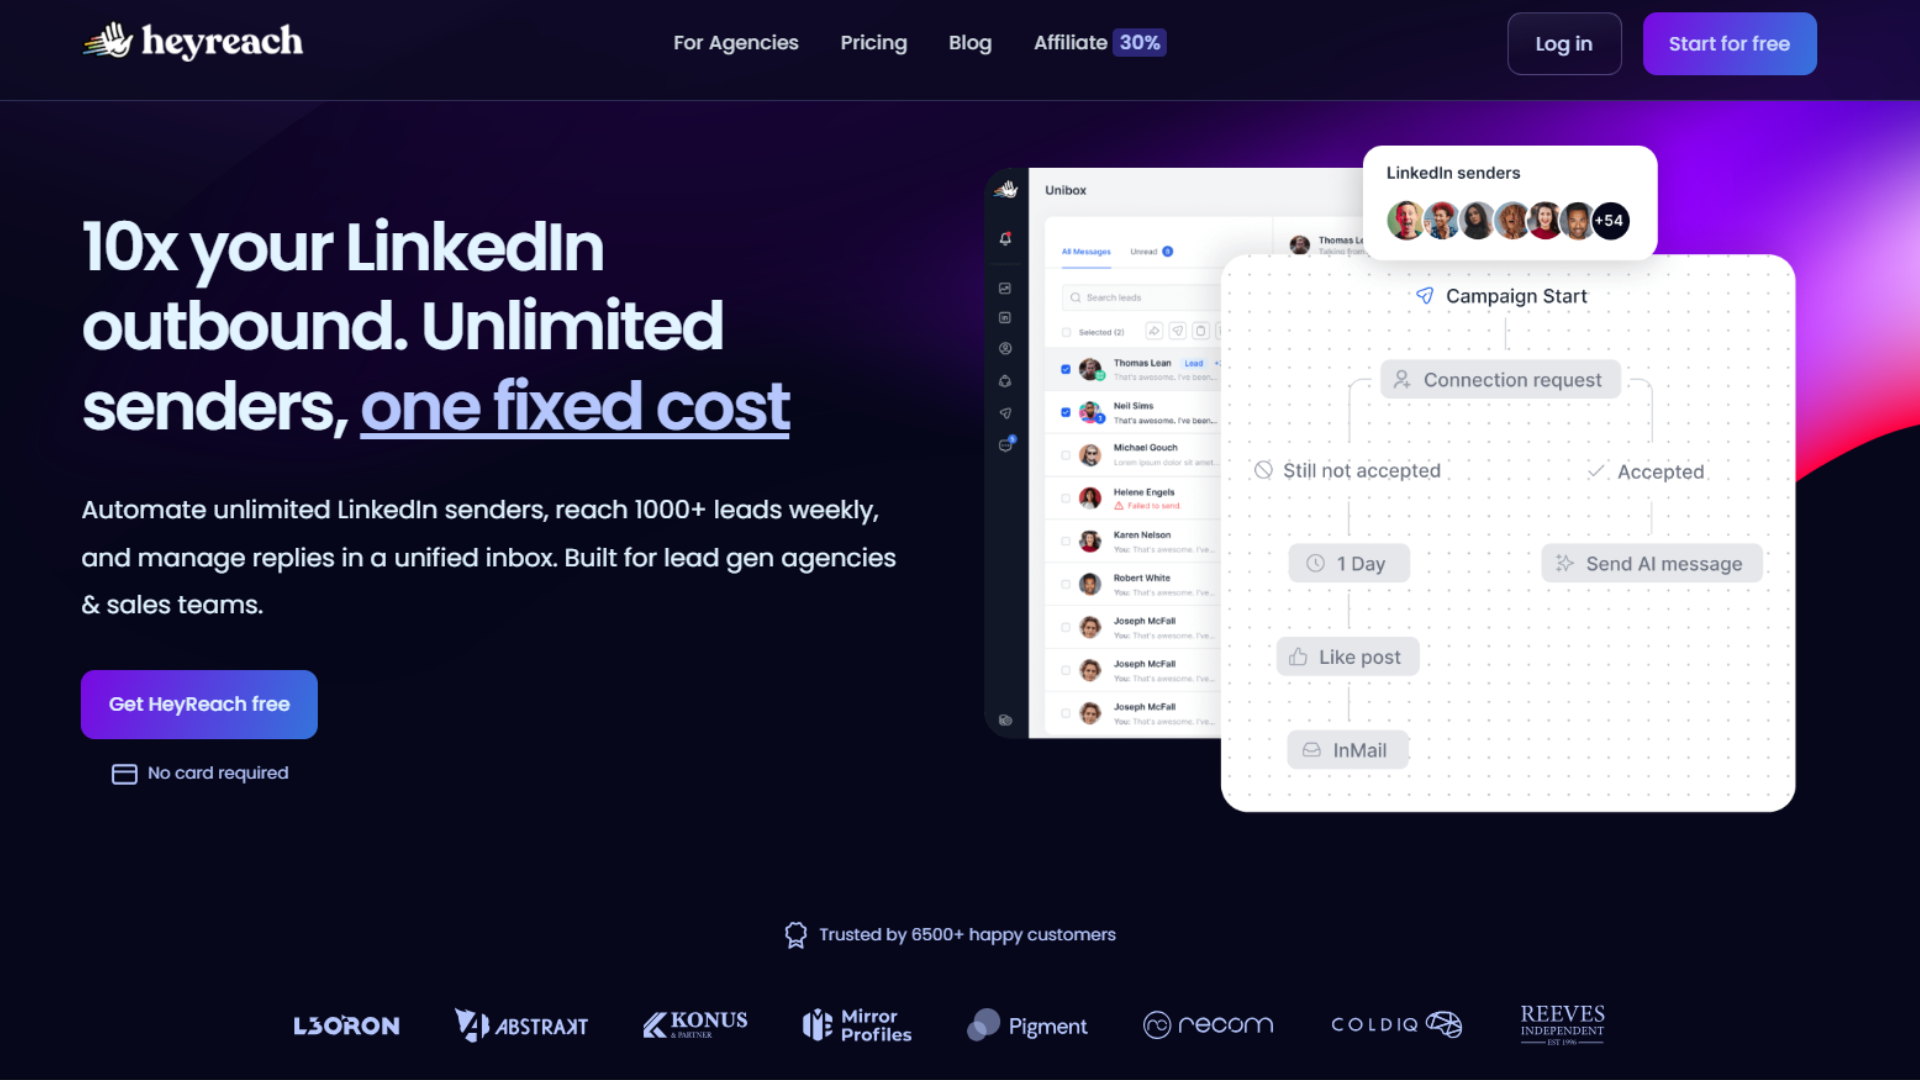 heyreach
For Agencies
Pricing
Blog
Affiliate 30%
Log in
Start for free
10x your LinkedIn
outbound. Unlimited
senders, one fixed cost
Automate unlimited LinkedIn senders, reach 1000+ leads weekly,
and manage replies in a unified inbox. Built for lead gen agencies
& sales teams.
Get HeyReach free
No card required
Unibox
All Messages
Unread
Search leads
Selected (2)
Thomas Lean Lead
That's awesome. I've been...
Neil Sims
That's awesome. I've been...
Michael Gouch
Lorem ipsum dolor sit amet...
Helene Engels
Failed to send
Karen Nelson
You: That's awesome. I've...
Robert White
You: That's awesome. I've...
Joseph McFall
You: That's awesome. I've...
Joseph McFall
You: That's awesome. I've...
Joseph McFall
You: That's awesome. I've...
Thomas Le
LinkedIn senders
+54
Campaign Start
Connection request
Still not accepted
Accepted
1 Day
Send AI message
Like post
InMail
Trusted by 6500+ happy customers
L3ORON
ABSTRAKT
KONUS
& PARTNER
Mirror
Profiles
Pigment
recom
COLDIQ
REEVES
INDEPENDENT
EST 1996